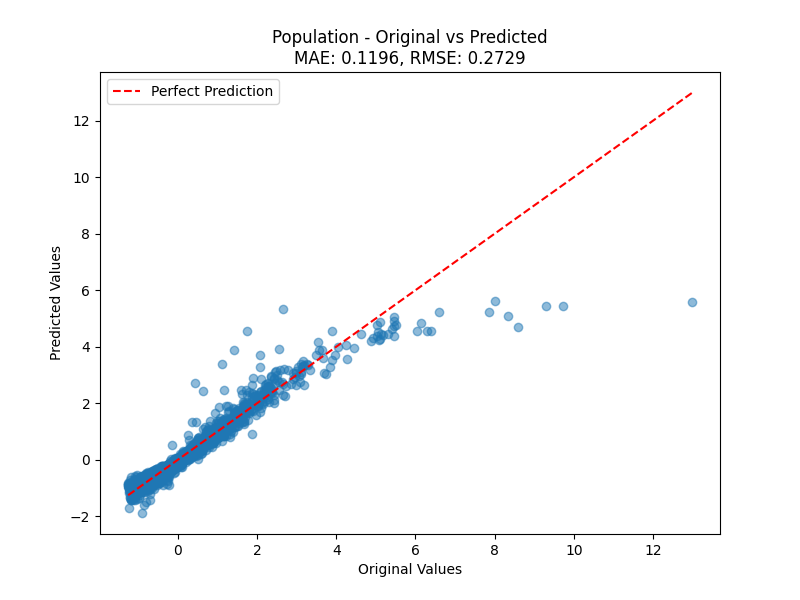 Population - Original vs Predicted
MAE: 0.1196, RMSE: 0.2729
Perfect Prediction
12
10
8
6
4
2
0
−2
Predicted Values
0 2 4 6 8 10 12
Original Values